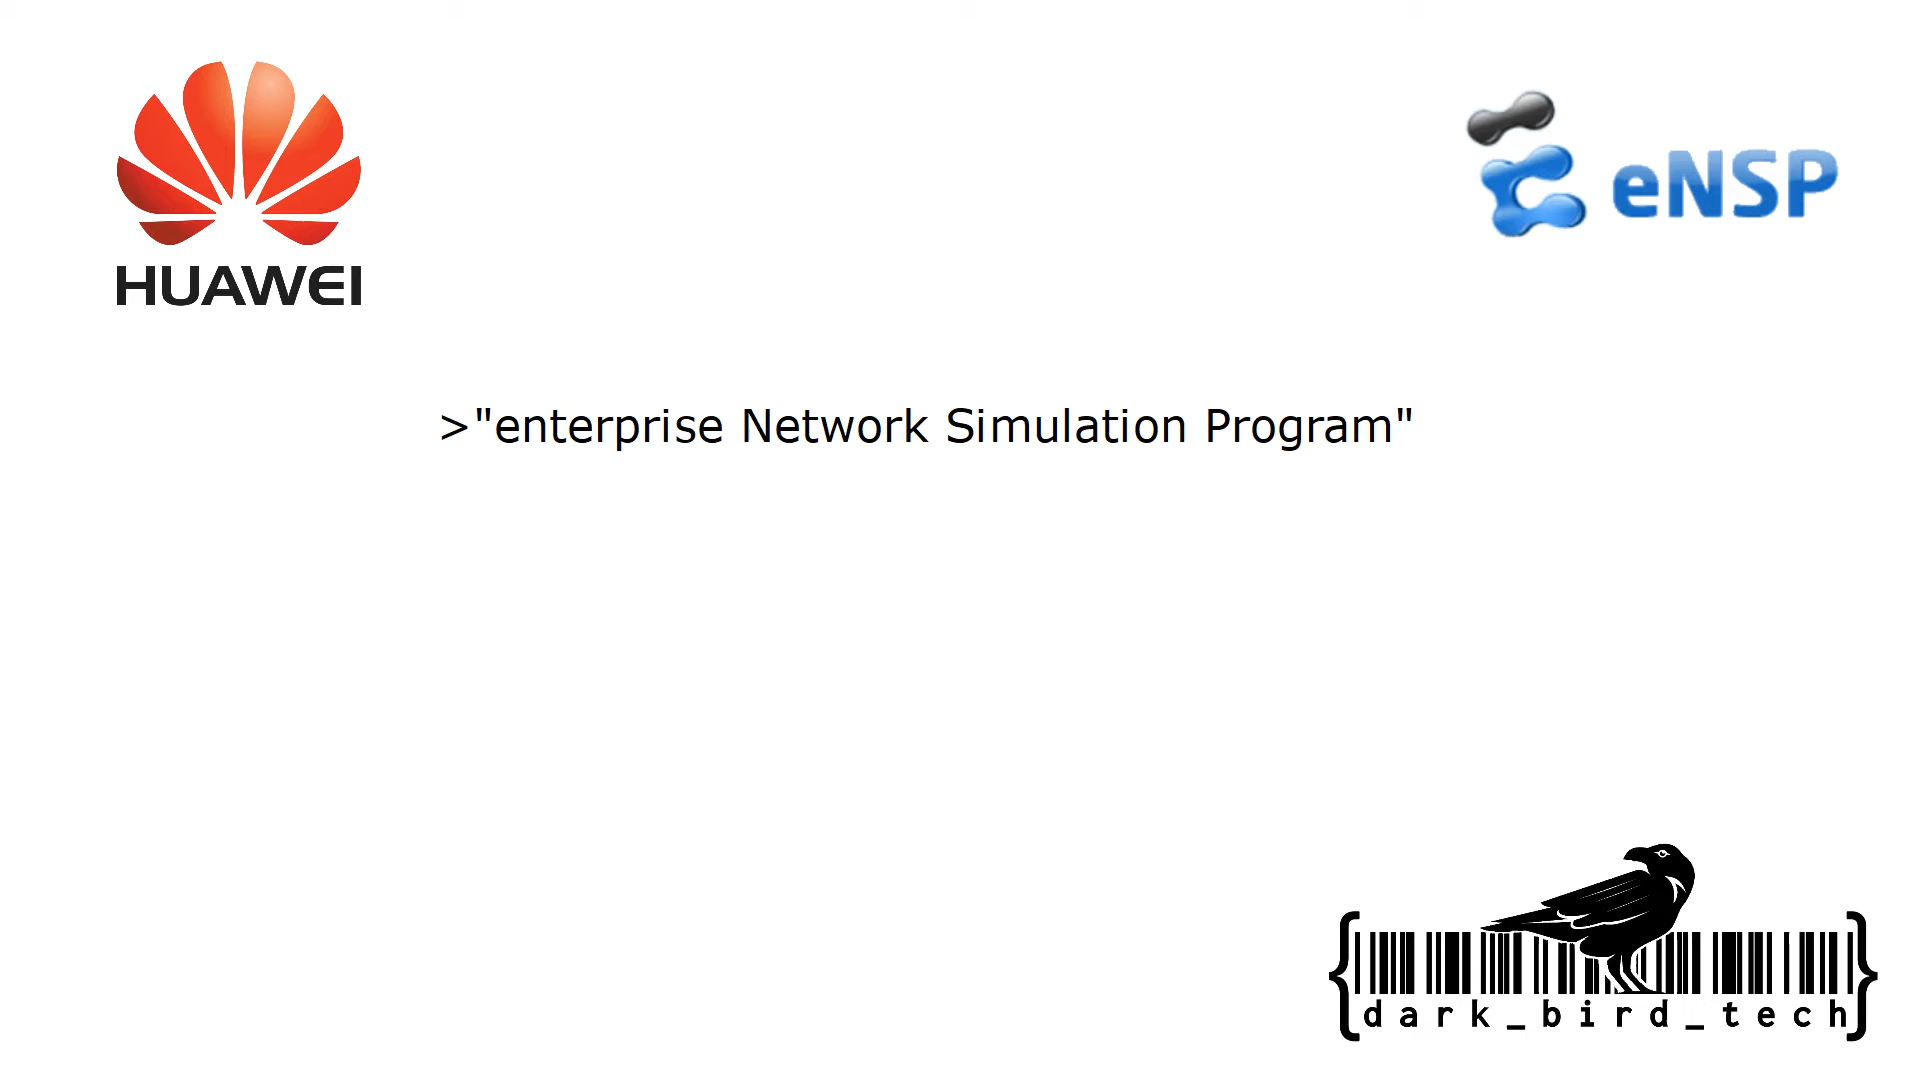 HUAWEI
eNSP
>"enterprise Network Simulation Program"
{dark_bird_tech}